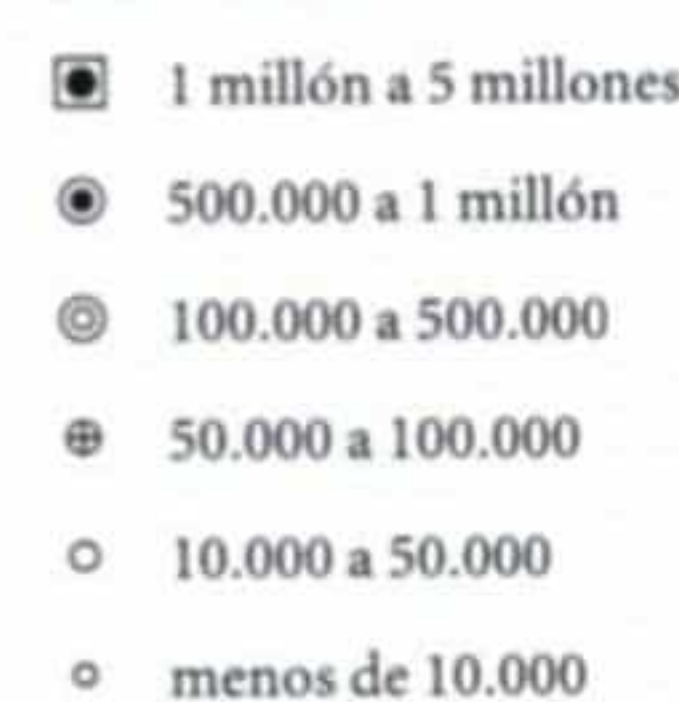 1 millón a 5 millones
500.000 a 1 millón
100.000 a 500.000
50.000 a 100.000
10.000 a 50.000
menos de 10.000